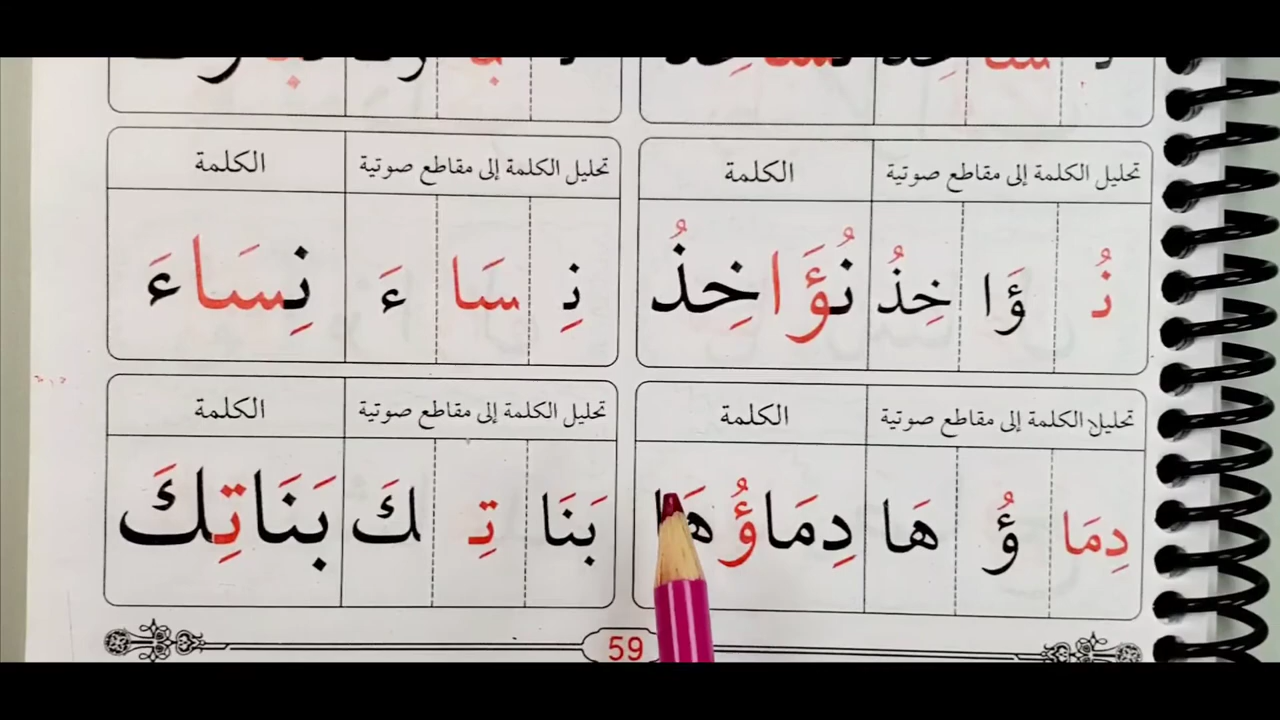 تحليل الكلمة إلى مقاطع صوتية الكلمة
نُ ؤَا خِذُ نُؤَاخِذُ
تحليل الكلمة إلى مقاطع صوتية الكلمة
نِ سَا ءَ نِسَاءَ
تحليل الكلمة إلى مقاطع صوتية الكلمة
دِمَا ؤُ هَا دِمَاؤُهَا
تحليل الكلمة إلى مقاطع صوتية الكلمة
بَنَا تِ كَ بَنَاتِكَ
59